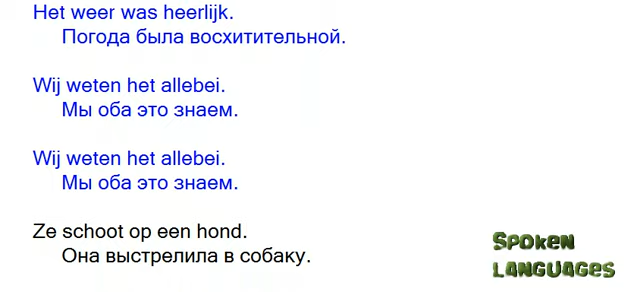 Het weer was heerlijk.
Погода была восхитительной.
Wij weten het allebei.
Мы оба это знаем.
Wij weten het allebei.
Мы оба это знаем.
Ze schoot op een hond.
Она выстрелила в собаку.
Spoken
Languages